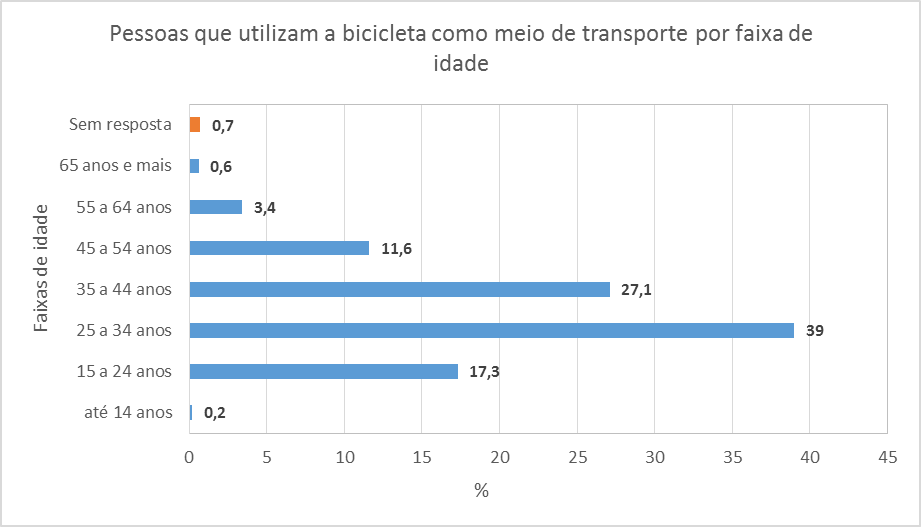 Pessoas que utilizam a bicicleta como meio de transporte por faixa de
idade
Faixas de idade
Sem resposta 0,7
65 anos e mais 0,6
55 a 64 anos 3,4
45 a 54 anos 11,6
35 a 44 anos 27,1
25 a 34 anos 39
15 a 24 anos 17,3
até 14 anos 0,2
0 5 10 15 20 25 30 35 40 45
%